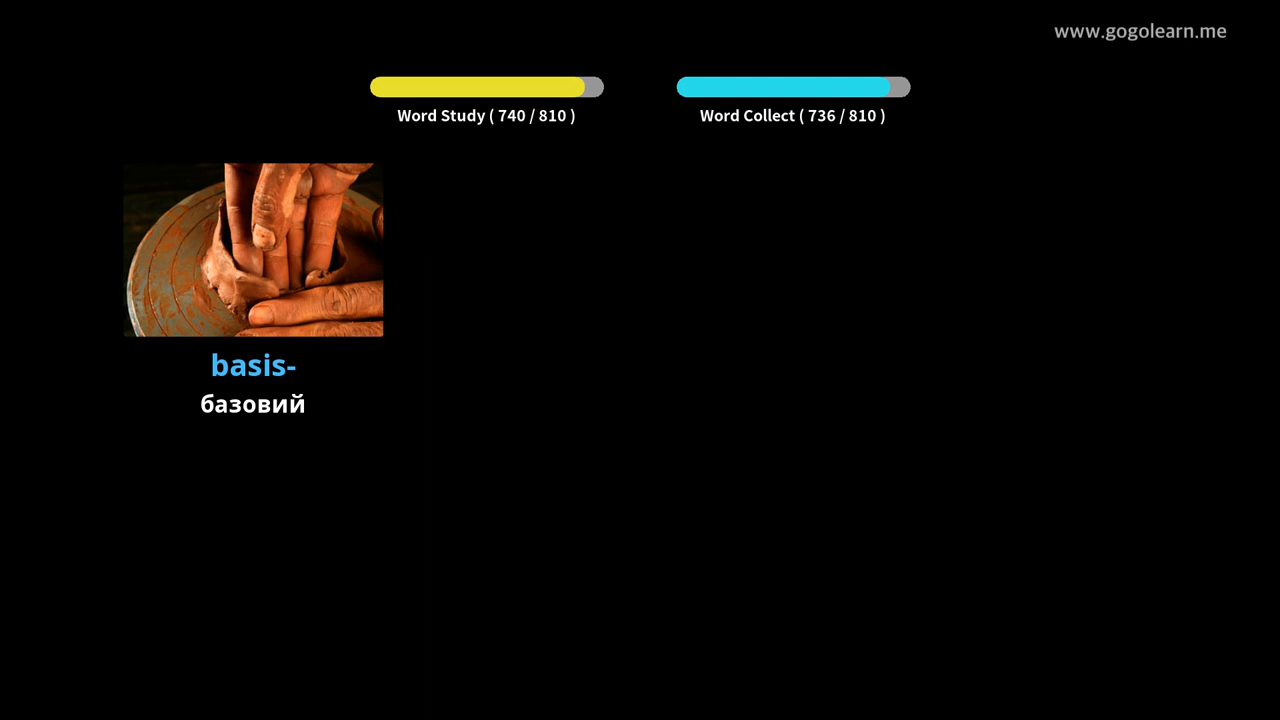 www.gogolearn.me
Word Study ( 740 / 810 )
Word Collect ( 736 / 810 )
basis-
базовий